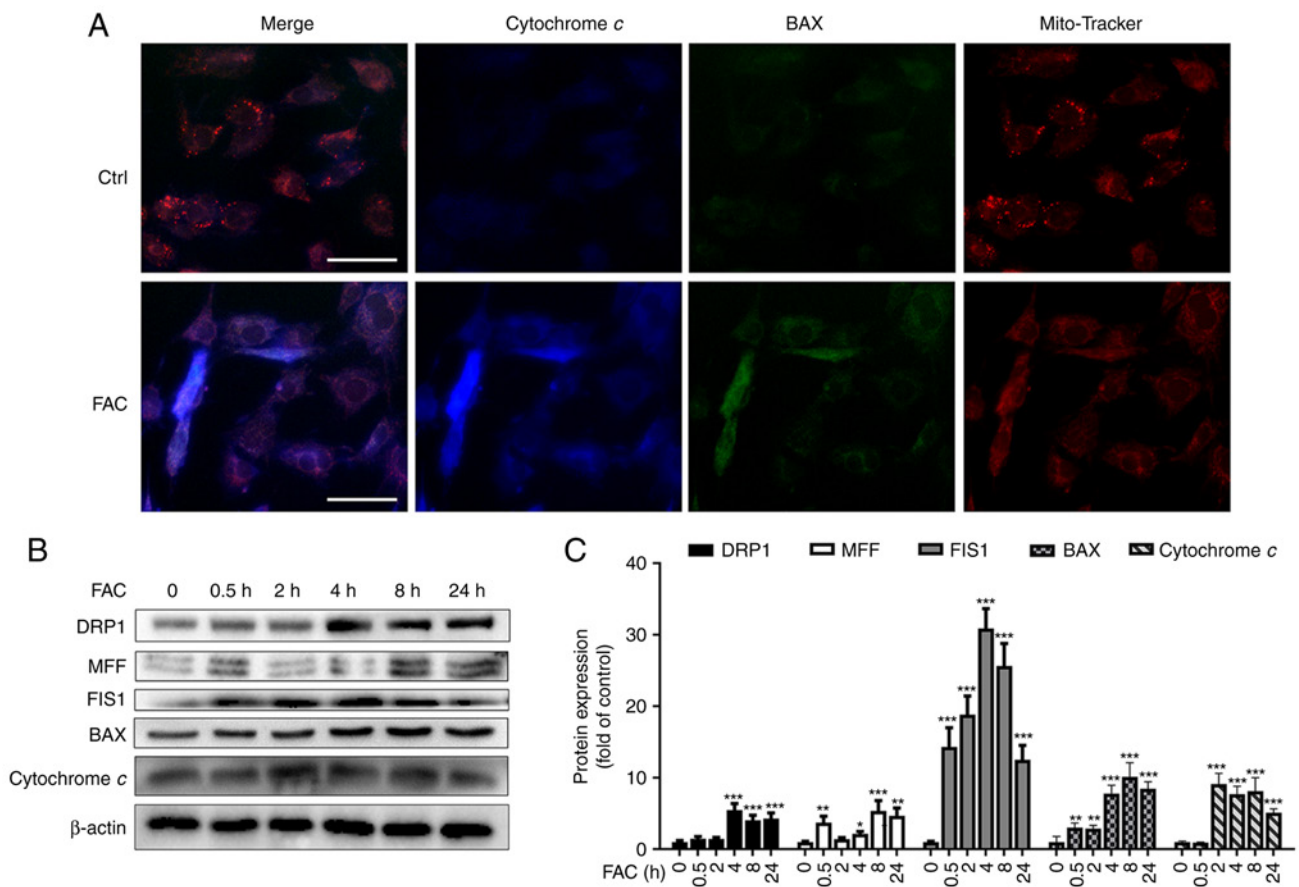 A
Merge
Cytochrome c
BAX
Mito-Tracker
Ctrl
FAC
B
FAC 0 0.5 h 2 h 4 h 8 h 24 h
DRP1
MFF
FIS1
BAX
Cytochrome c
β-actin
C
DRP1 MFF FIS1 BAX Cytochrome c
Protein expression
(fold of control)
40
30
20
10
0
*** *** ***
** * *** **
*** *** *** *** ***
** ** *** *** ***
*** *** *** ***
FAC (h) 0 0.5 2 4 8 24 0 0.5 2 4 8 24 0 0.5 2 4 8 24 0 0.5 2 4 8 24 0 0.5 2 4 8 24